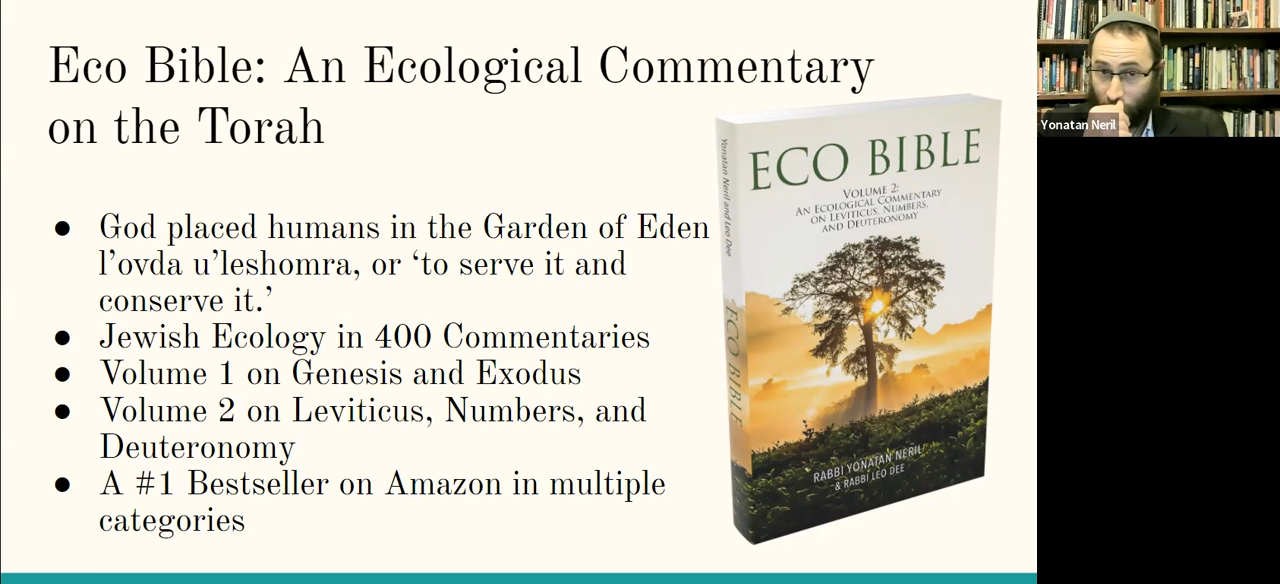 Eco Bible: An Ecological Commentary
on the Torah
● God placed humans in the Garden of Eden
l’ovda u’leshomra, or ‘to serve it and
conserve it.’
● Jewish Ecology in 400 Commentaries
● Volume 1 on Genesis and Exodus
● Volume 2 on Leviticus, Numbers, and
Deuteronomy
● A #1 Bestseller on Amazon in multiple
categories
Yonatan Neril and Leo Dee
ECO BIBLE
ECO BIBLE
VOLUME 2:
AN ECOLOGICAL COMMENTARY
ON LEVITICUS, NUMBERS,
AND DEUTERONOMY
RABBI YONATAN NERIL
& RABBI LEO DEE
Yonatan Neril